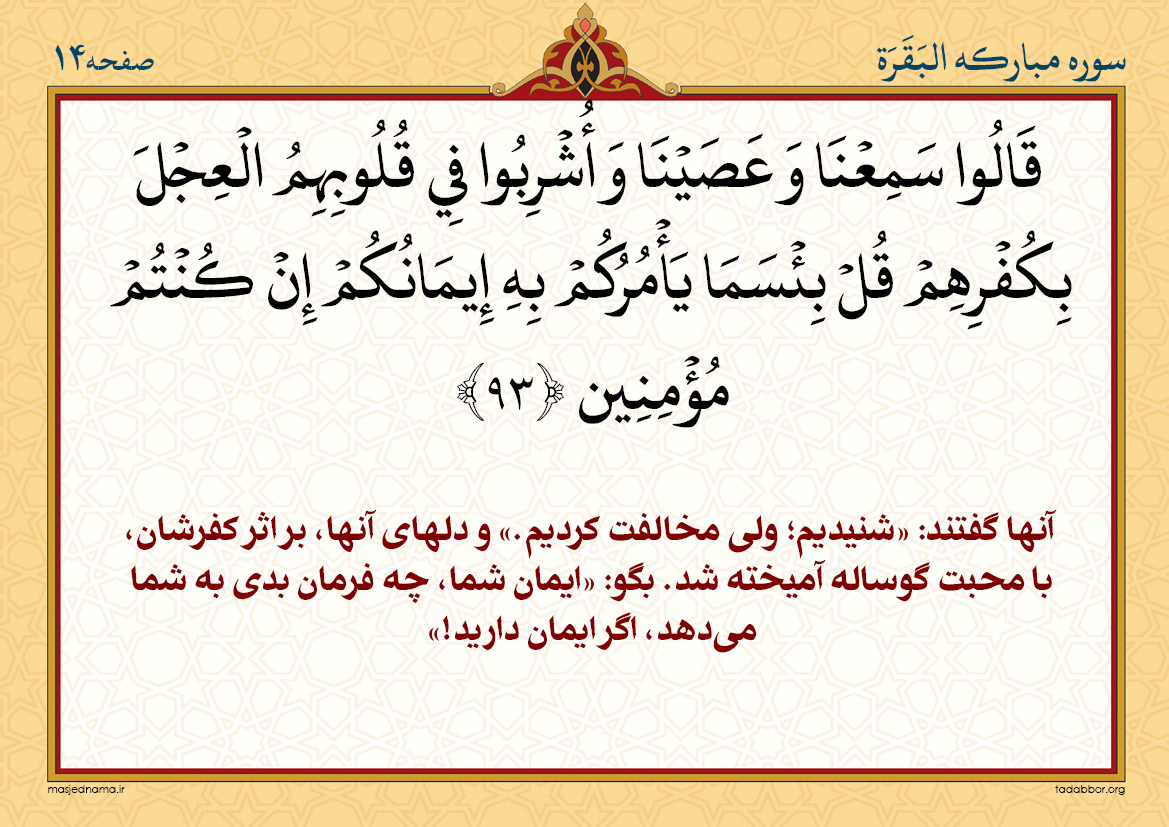 سوره مبارکه البَقَرَة
صفحه۱۴
قَالُوا سَمِعْنَا وَ عَصَيْنَا وَ أُشْرِبُوا فِي قُلُوبِهِمُ الْعِجْلَ
بِكُفْرِهِمْ قُلْ بِئْسَمَا يَأْمُرُكُمْ بِهِ إِيمَانُكُمْ إِنْ كُنْتُمْ
مُؤْمِنِين ﴿۹۳﴾
آنها گفتند: «شنیدیم؛ ولی مخالفت کردیم.» و دلهای آنها، بر اثر کفرشان،
با محبت گوساله آمیخته شد. بگو: «ایمان شما، چه فرمان بدی به شما
می‌دهد، اگر ایمان دارید!»
masjednama.ir
tadabbor.org